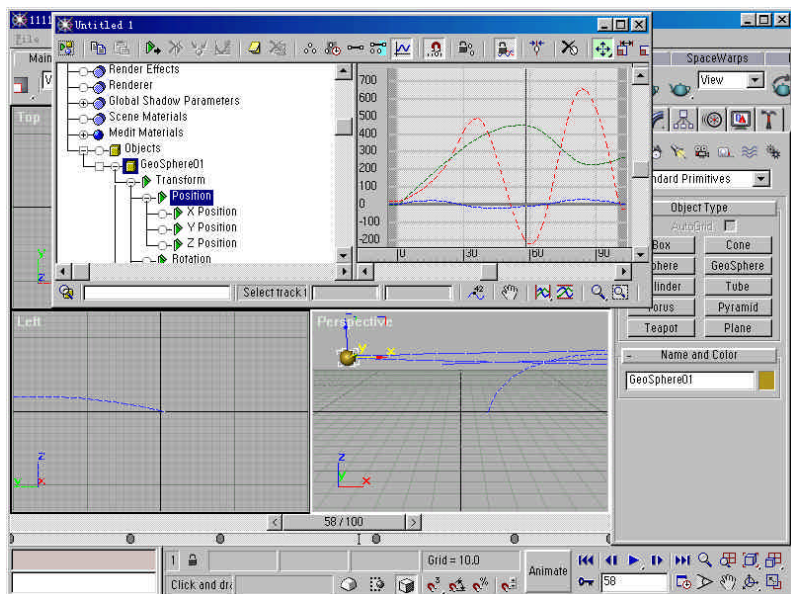 1111
Untitled 1
File
Main
SpaceWarps
View
Render Effects
Renderer
Global Shadow Parameters
Scene Materials
Medit Materials
Objects
GeoSphere01
Transform
Position
X Position
Y Position
Z Position
Rotation
700
600
500
400
300
200
100
0
-100
-200
0 30 60 90
Select track
Top
Left
Perspective
y
z
z
y x
y x
z
y x
ndard Primitives
Object Type
AutoGrid
Box Cone
phere GeoSphere
linder Tube
orus Pyramid
Teapot Plane
- Name and Color
GeoSphere01
< 58 / 100 >
1
Grid = 10.0
Animate
Click and dr
58